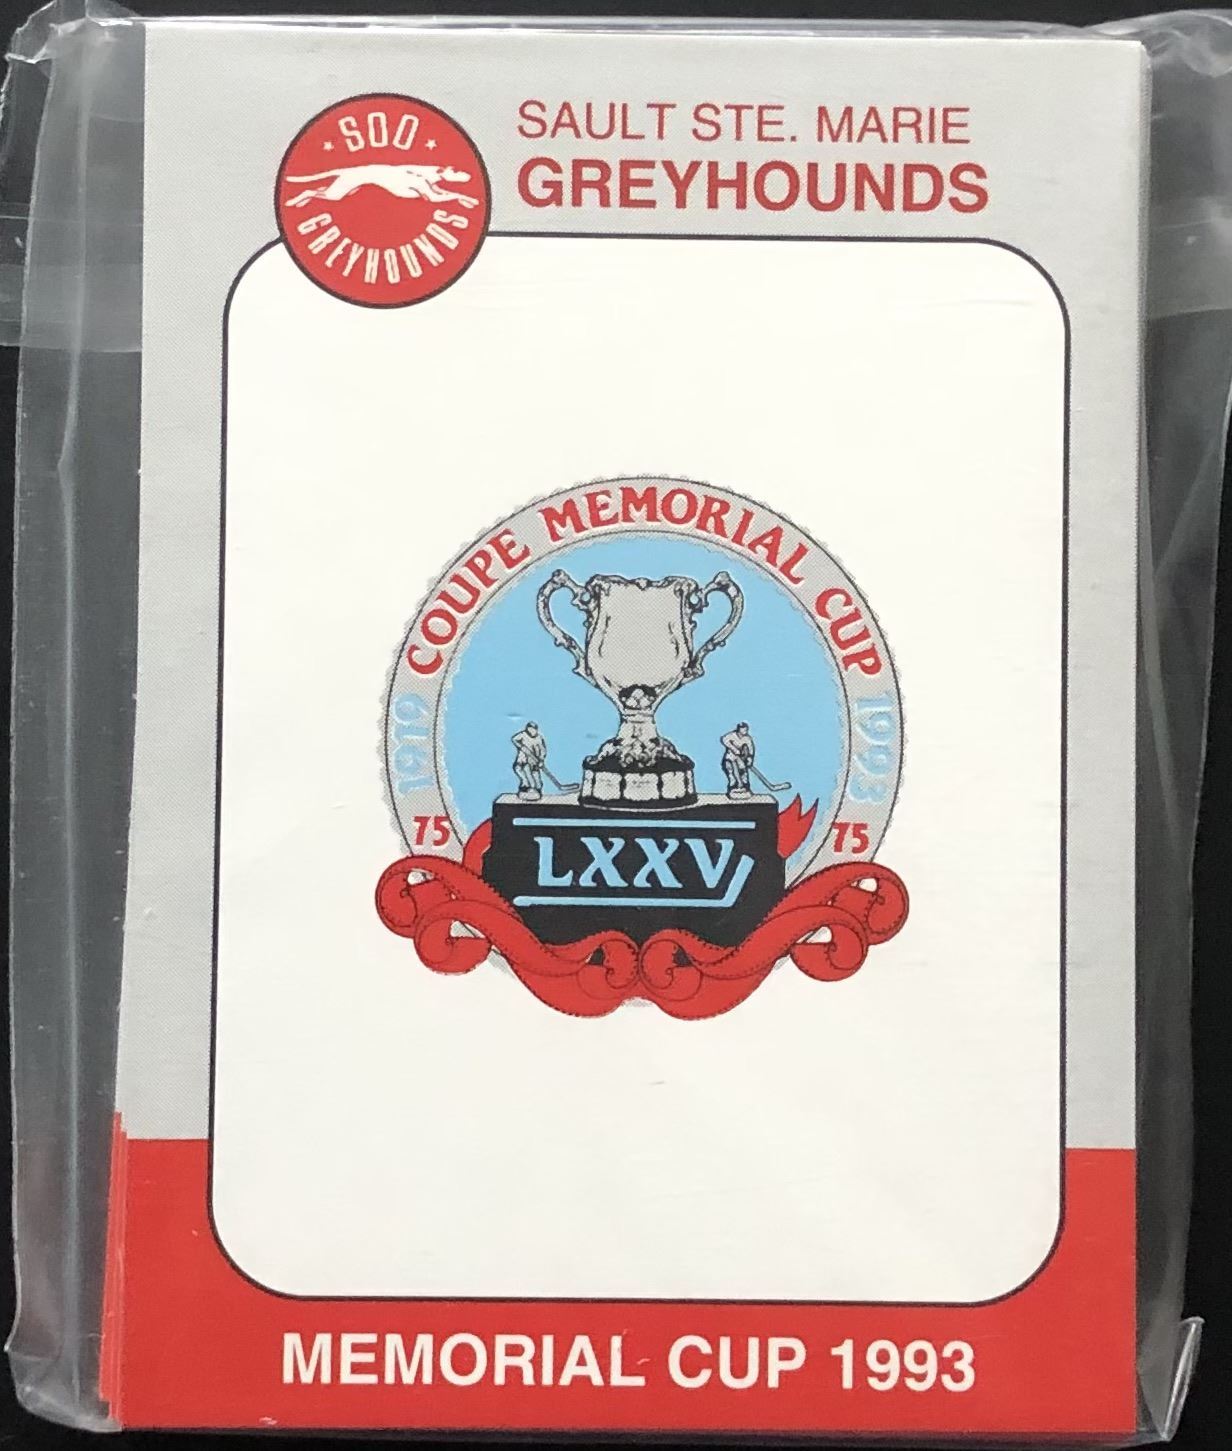 SOO
GREYHOUNDS
SAULT STE. MARIE
GREYHOUNDS
1919 COUPE MEMORIAL CUP 1993
75
75
LXXV
MEMORIAL CUP 1993